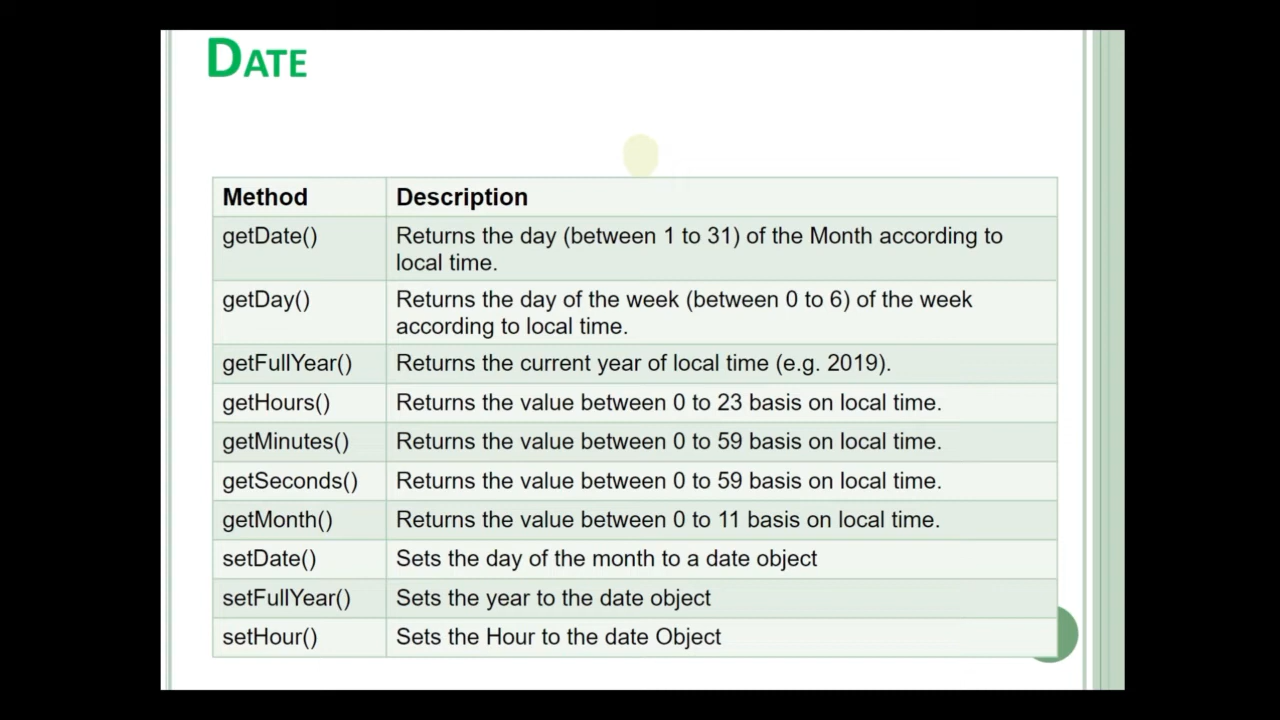 DATE
Method Description
getDate() Returns the day (between 1 to 31) of the Month according to
local time.
getDay() Returns the day of the week (between 0 to 6) of the week
according to local time.
getFullYear() Returns the current year of local time (e.g. 2019).
getHours() Returns the value between 0 to 23 basis on local time.
getMinutes() Returns the value between 0 to 59 basis on local time.
getSeconds() Returns the value between 0 to 59 basis on local time.
getMonth() Returns the value between 0 to 11 basis on local time.
setDate() Sets the day of the month to a date object
setFullYear() Sets the year to the date object
setHour() Sets the Hour to the date Object